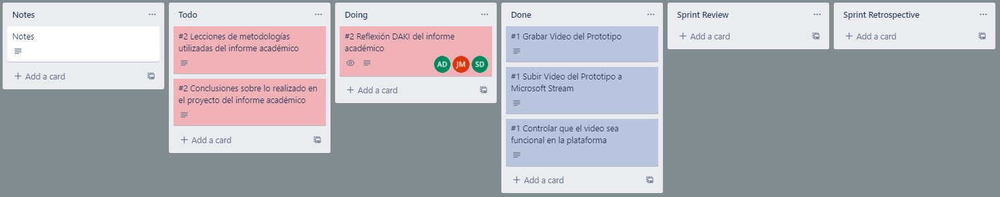 Notes
Notes
Add a card
Todo
#2 Lecciones de metodologías
utilizadas del informe académico
#2 Conclusiones sobre lo realizado en
el proyecto del informe académico
Add a card
Doing
#2 Reflexión DAKI del informe
académico
AD JM SD
Add a card
Done
#1 Grabar Video del Prototipo
#1 Subir Video del Prototipo a
Microsoft Stream
#1 Controlar que el video sea
funcional en la plataforma
Add a card
Sprint Review
Add a card
Sprint Retrospective
Add a card